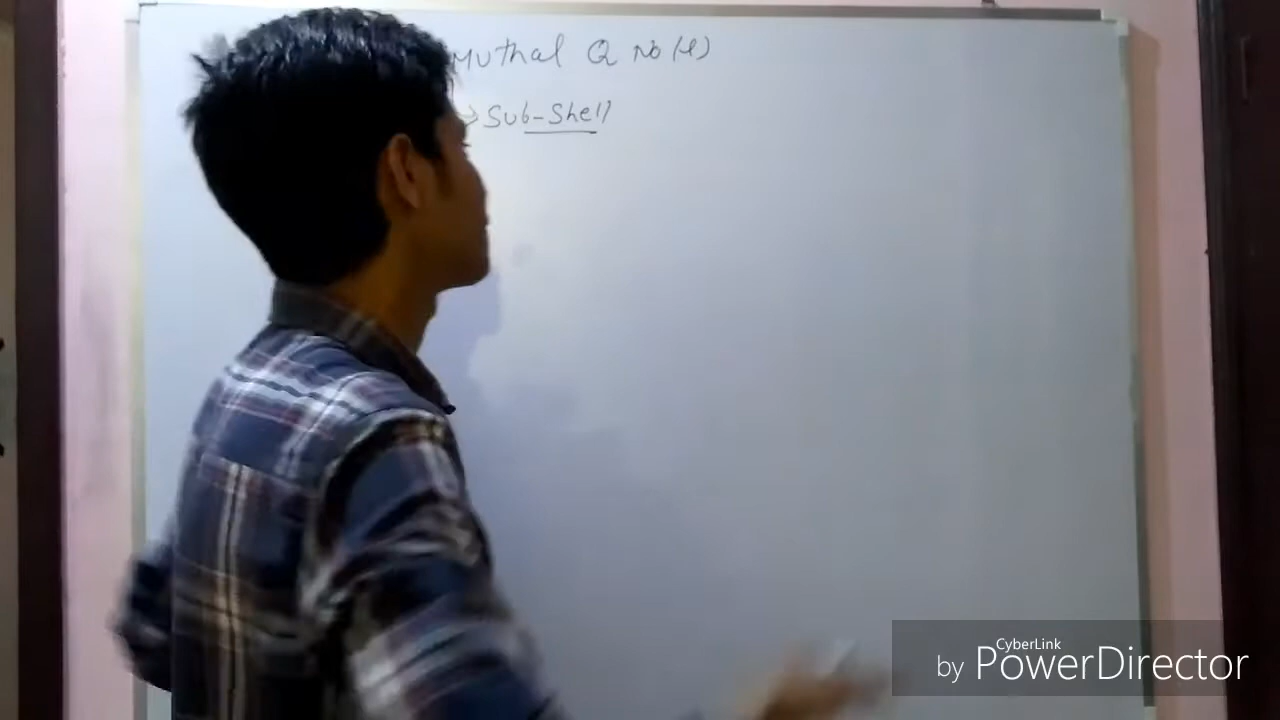 Muthal Q No (l)
→ Sub-Shell
CyberLink
by PowerDirector